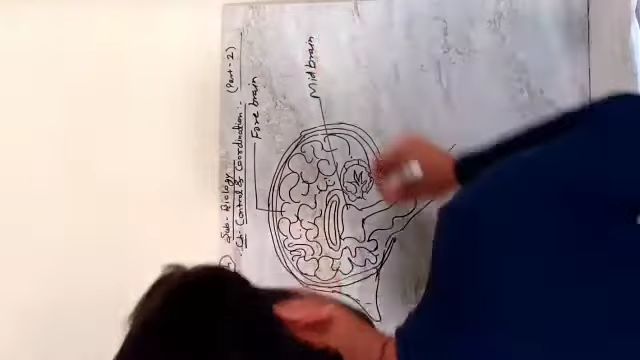 Sub- Biology
Ch- Control & Coordination:- (Part-2)
Fore brain
Mid brain